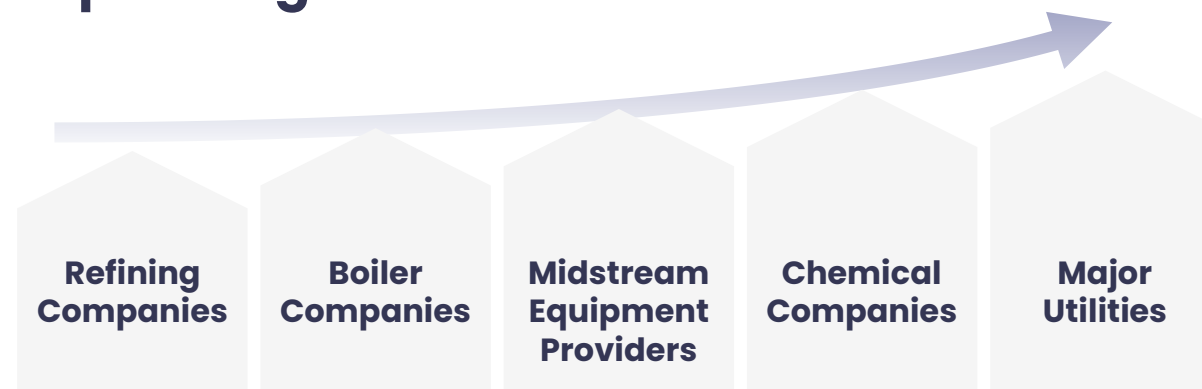 Refining
Companies
Boiler
Companies
Midstream
Equipment
Providers
Chemical
Companies
Major
Utilities